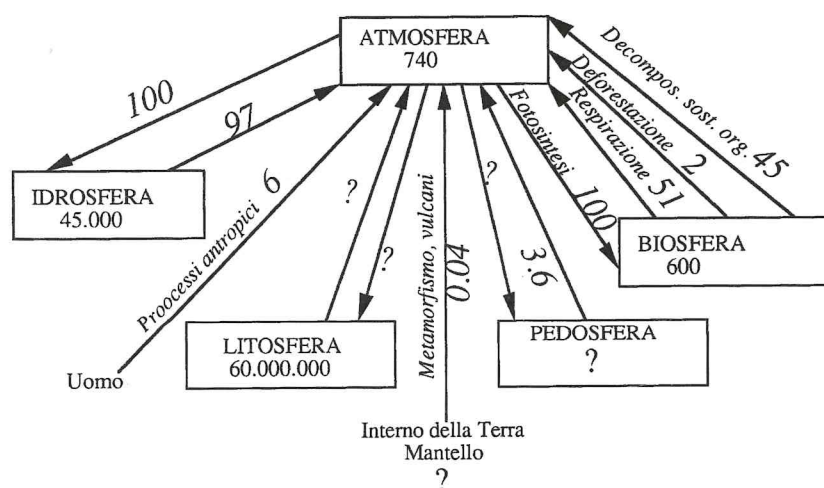 ATMOSFERA
740
100
97
Decompos. sost. org. 45
Deforestazione 2
Respirazione 51
Fotosintesi 100
IDROSFERA
45.000
Proocessi antropici 6
?
?
Metamorfismo, vulcani 0.04
?
3.6
BIOSFERA
600
LITOSFERA
60.000.000
PEDOSFERA
?
Uomo
Interno della Terra
Mantello
?